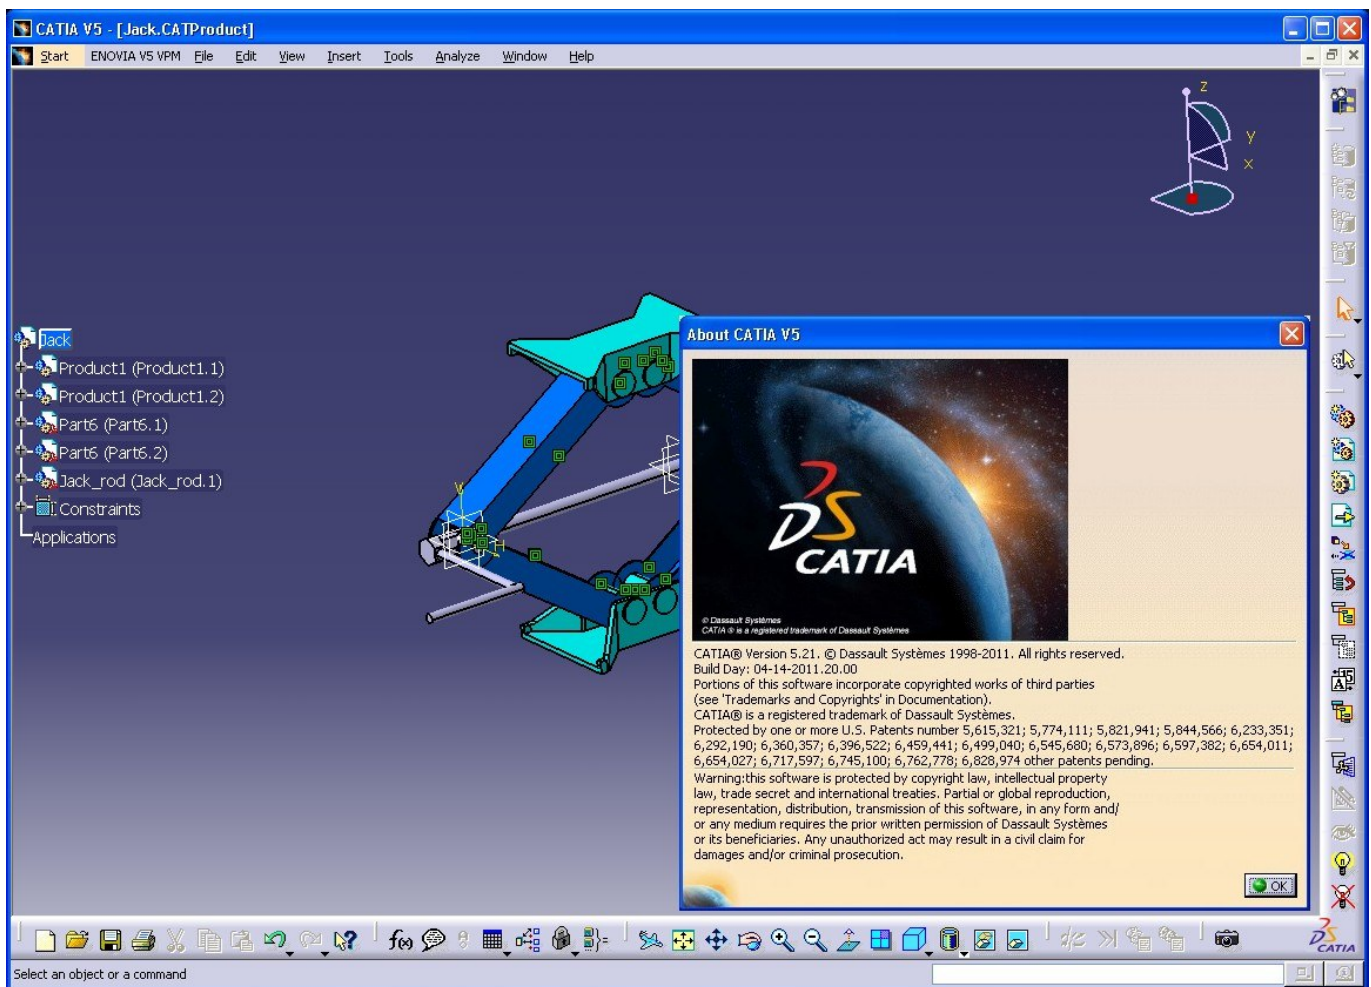 CATIA V5 - [Jack.CATProduct]
Start ENOVIA V5 VPM File Edit View Insert Tools Analyze Window Help
z
y
x
Jack
Product1 (Product1.1)
Product1 (Product1.2)
Part6 (Part6.1)
Part6 (Part6.2)
Jack_rod (Jack_rod.1)
Constraints
Applications
V
H
About CATIA V5
DS
CATIA
© Dassault Systèmes
CATIA ® is a registered trademark of Dassault Systèmes
CATIA® Version 5.21. © Dassault Systèmes 1998-2011. All rights reserved.
Build Day: 04-14-2011.20.00
Portions of this software incorporate copyrighted works of third parties
(see 'Trademarks and Copyrights' in Documentation).
CATIA® is a registered trademark of Dassault Systèmes.
Protected by one or more U.S. Patents number 5,615,321; 5,774,111; 5,821,941; 5,844,566; 6,233,351;
6,292,190; 6,360,357; 6,396,522; 6,459,441; 6,499,040; 6,545,680; 6,573,896; 6,597,382; 6,654,011;
6,654,027; 6,717,597; 6,745,100; 6,762,778; 6,828,974 other patents pending.
Warning:this software is protected by copyright law, intellectual property
law, trade secret and international treaties. Partial or global reproduction,
representation, distribution, transmission of this software, in any form and/
or any medium requires the prior written permission of Dassault Systèmes
or its beneficiaries. Any unauthorized act may result in a civil claim for
damages and/or criminal prosecution.
OK
f(x)
DS
CATIA
Select an object or a command